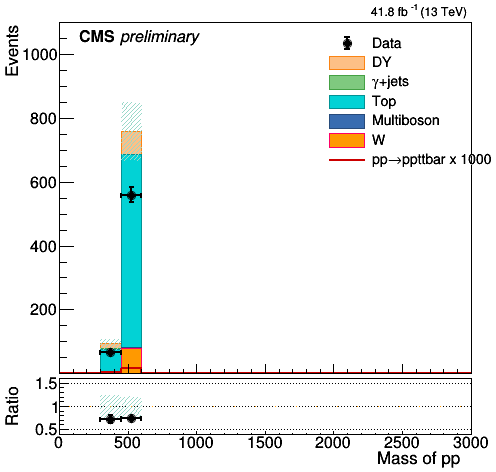 41.8 fb⁻¹ (13 TeV)
CMS preliminary
Events
1000
800
600
400
200
Data
DY
γ+jets
Top
Multiboson
W
pp→ppttbar x 1000
Ratio
1.5
1
0.5
0 500 1000 1500 2000 2500 3000
Mass of pp